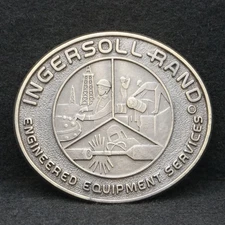 INGERSOLL-RAND®
ENGINEERED EQUIPMENT SERVICES